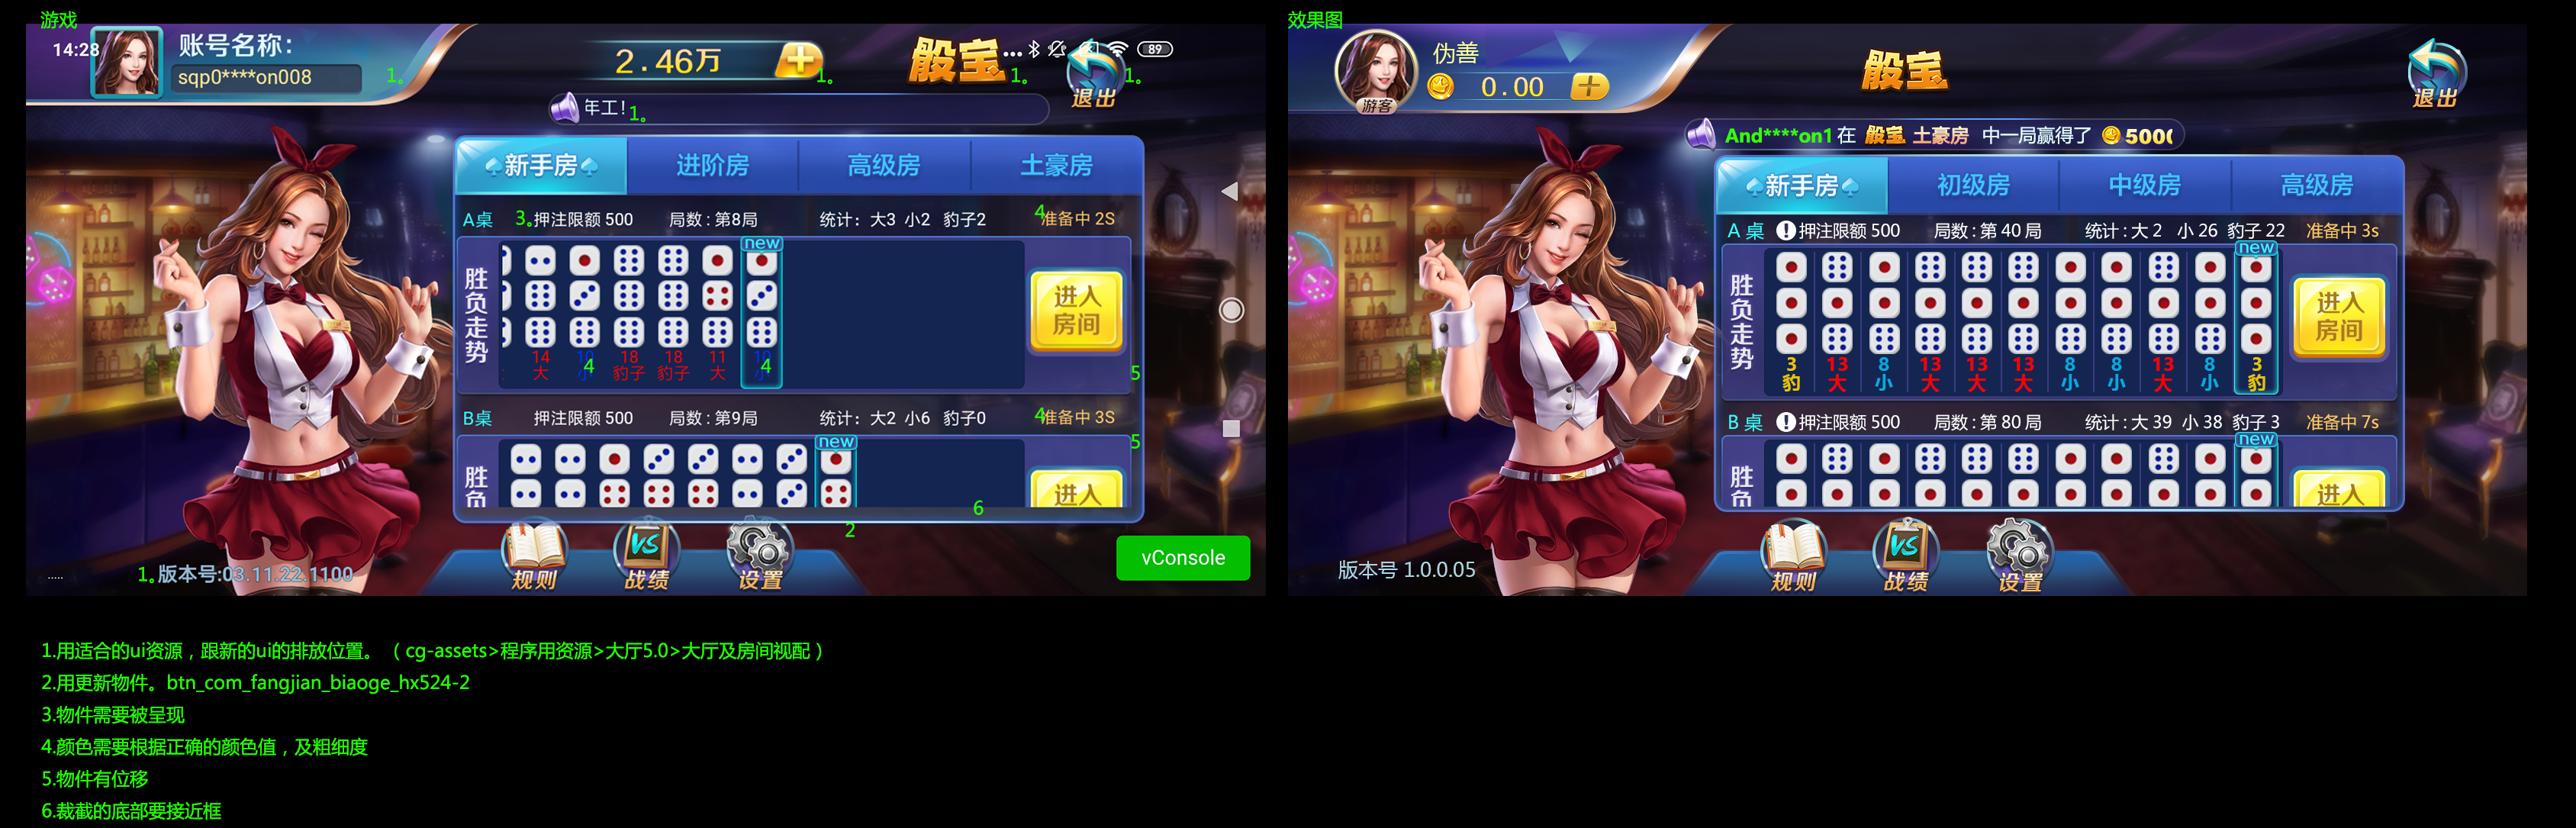 游戏
14:28
账号名称:
sqp0****on008
1。
2.46万
1。
骰宝
1。
89
1。
退出
年工!
1。
新手房
进阶房
高级房
土豪房
A桌
3。
押注限额 500
局数 : 第8局
统计: 大3 小2 豹子2
4
准备中 2S
胜负走势
new
14
18
18
11
大
豹子
豹子
大
4
4
进入
房间
5
B桌
押注限额 500
局数 : 第9局
统计: 大2 小6 豹子0
4
准备中 3S
5
胜负
new
进入
6
2
规则
战绩
设置
vConsole
.....
1。
版本号:03.11.22.1100
效果图
伪善
0.00
游客
骰宝
退出
And****on1 在 骰宝 土豪房 中一局赢得了 5000
新手房
初级房
中级房
高级房
A 桌
押注限额 500
局数 : 第 40 局
统计 : 大 2 小 26 豹子 22
准备中 3s
胜负走势
new
3 13 8 13 13 13 8 8 13 8 3
豹 大 小 大 大 大 小 小 大 小 豹
进入
房间
B 桌
押注限额 500
局数 : 第 80 局
统计 : 大 39 小 38 豹子 3
准备中 7s
胜负
new
进入
规则
战绩
设置
版本号 1.0.0.05
1.用适合的ui资源，跟新的ui的排放位置。（ cg-assets>程序用资源>大厅5.0>大厅及房间视配 ）
2.用更新物件。btn_com_fangjian_biaoge_hx524-2
3.物件需要被呈现
4.颜色需要根据正确的颜色值，及粗细度
5.物件有位移
6.裁截的底部要接近框